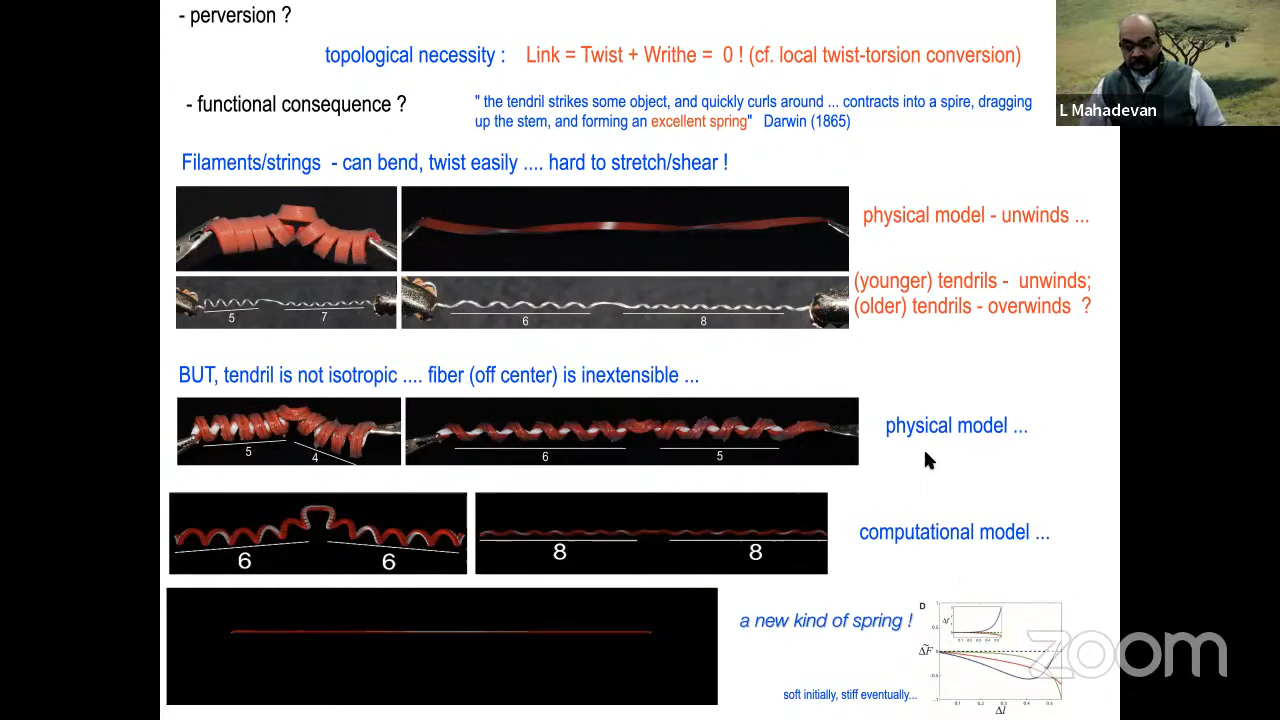 - perversion ?
topological necessity : Link = Twist + Writhe = 0 ! (cf. local twist-torsion conversion)
L Mahadevan
- functional consequence ?
" the tendril strikes some object, and quickly curls around ... contracts into a spire, dragging
up the stem, and forming an excellent spring" Darwin (1865)
Filaments/strings - can bend, twist easily .... hard to stretch/shear !
physical model - unwinds ...
(younger) tendrils - unwinds;
(older) tendrils - overwinds ?
5 7 6 8
BUT, tendril is not isotropic .... fiber (off center) is inextensible ...
physical model ...
5 4 6 5
computational model ...
6 6 8 8
a new kind of spring !
soft initially, stiff eventually...
D
ΔF
Δl
zoom